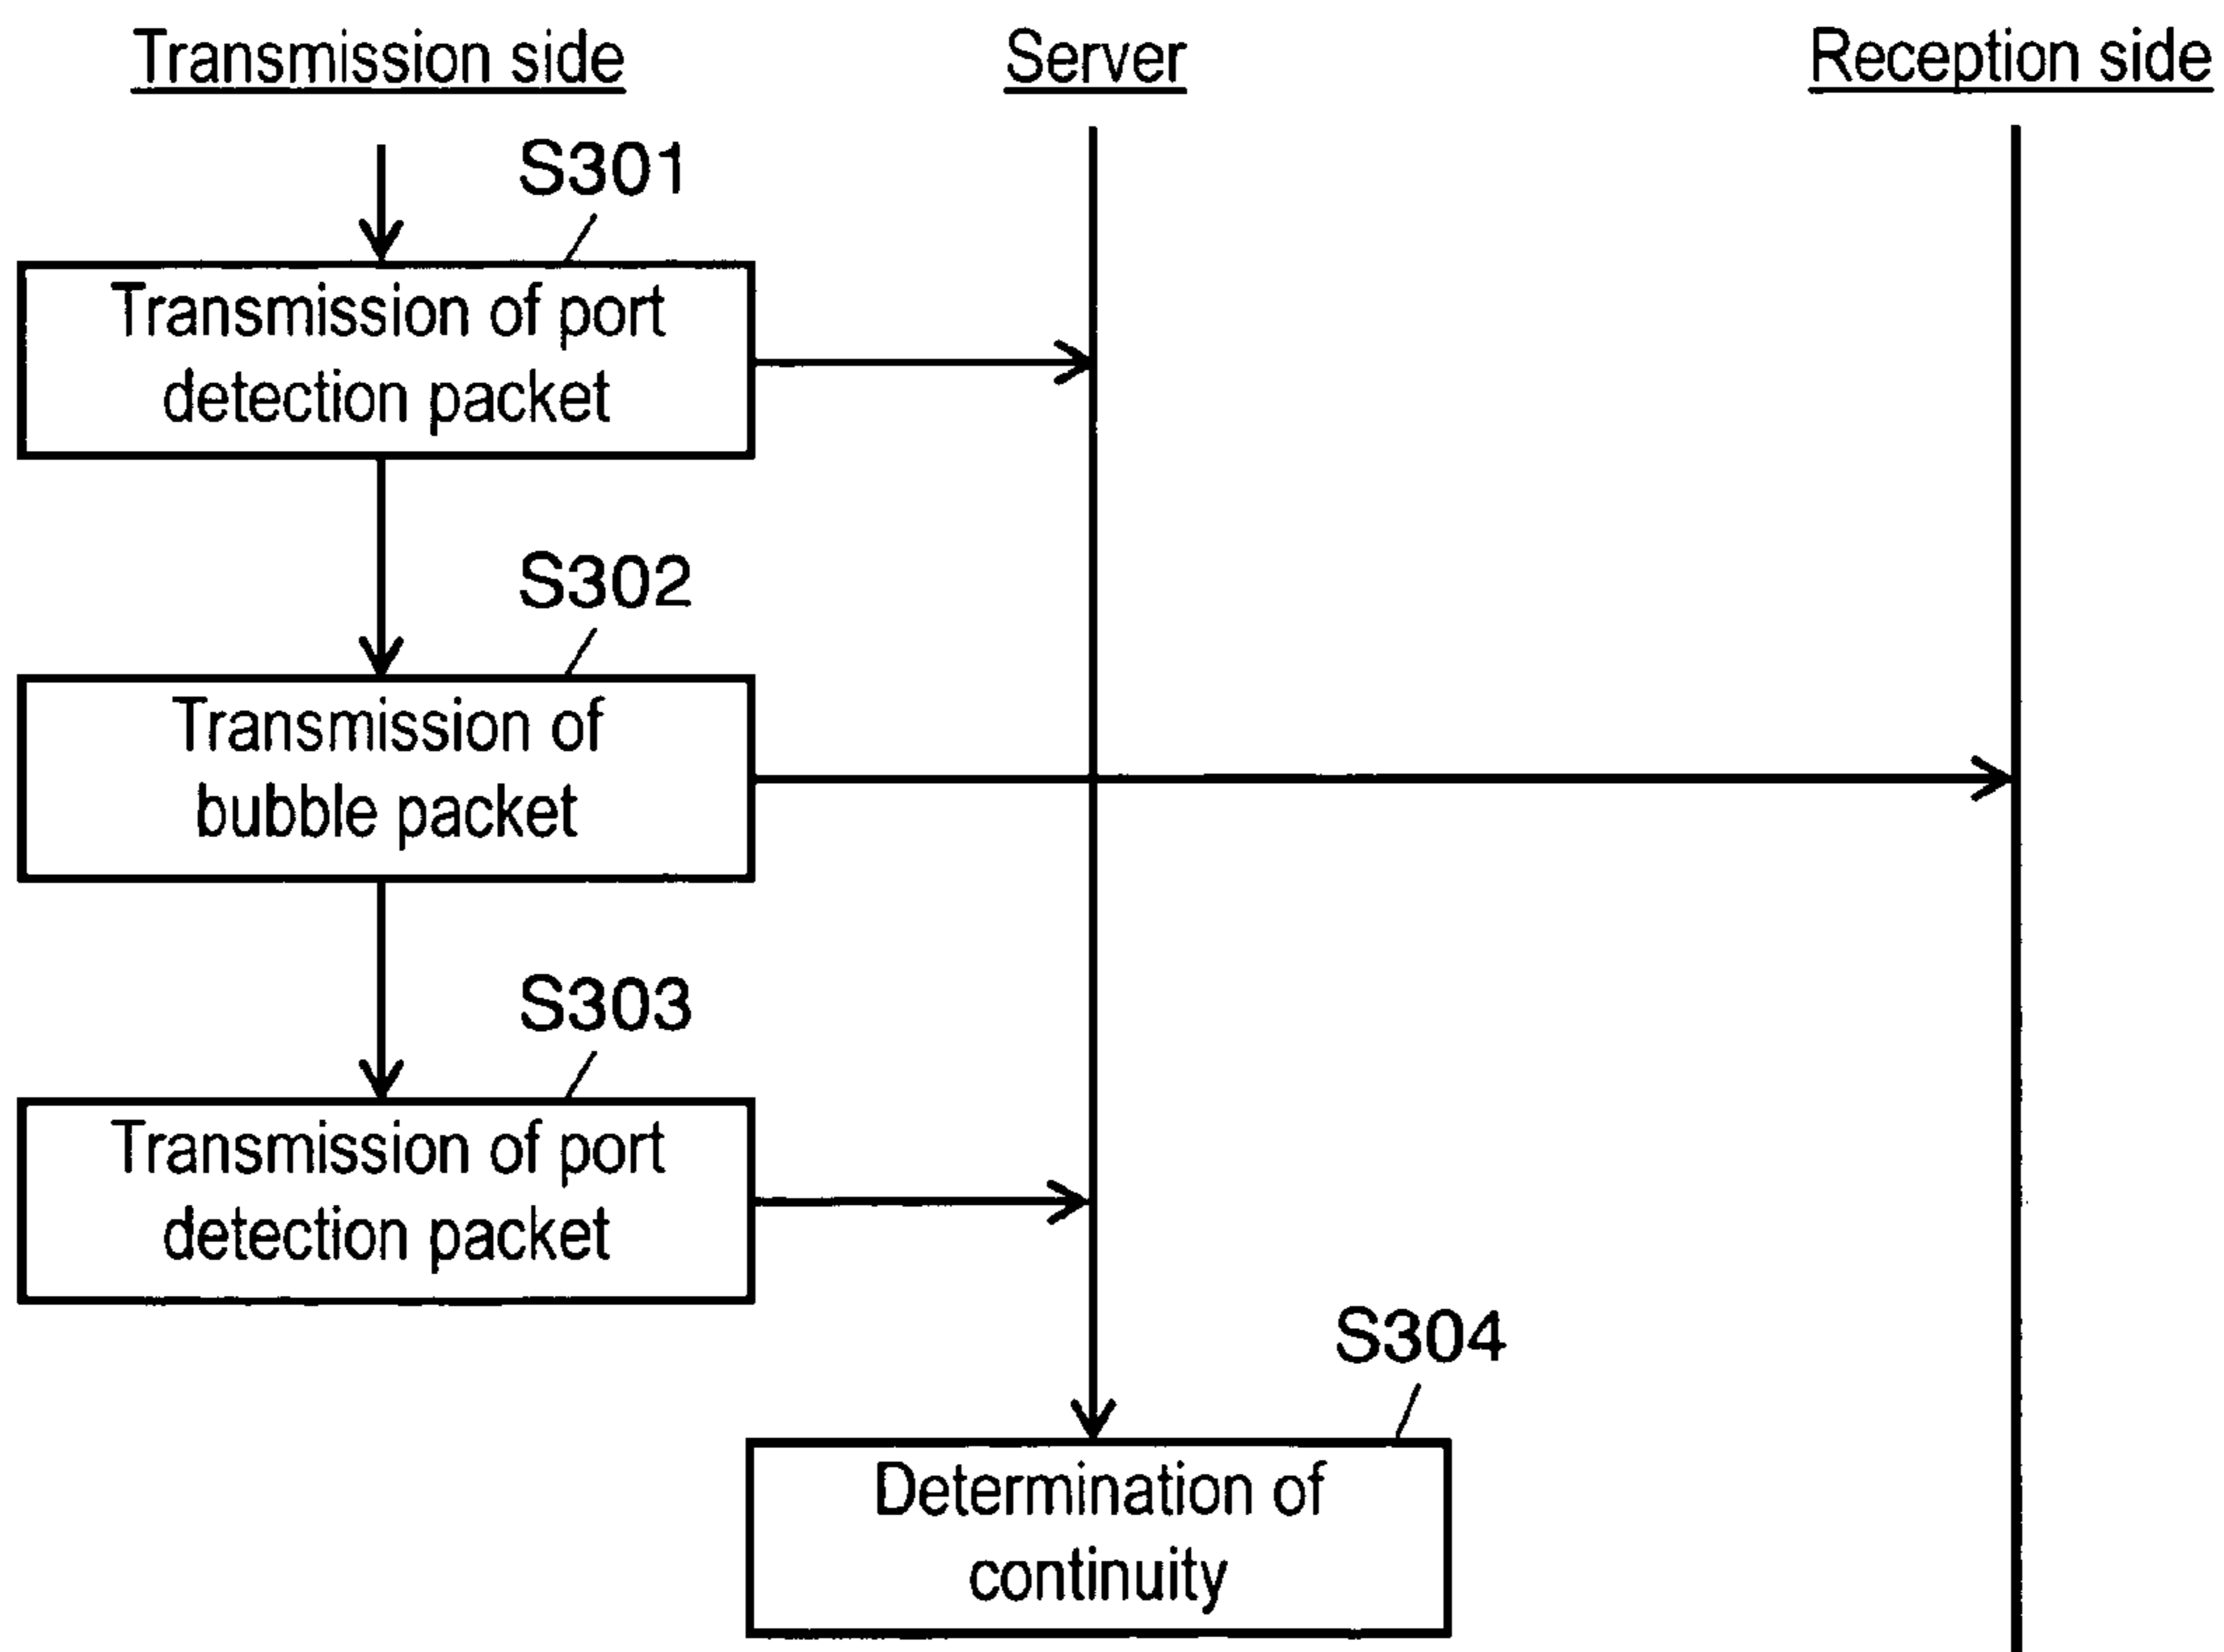 Transmission side
Server
Reception side
S301
Transmission of port
detection packet
S302
Transmission of
bubble packet
S303
Transmission of port
detection packet
S304
Determination of
continuity